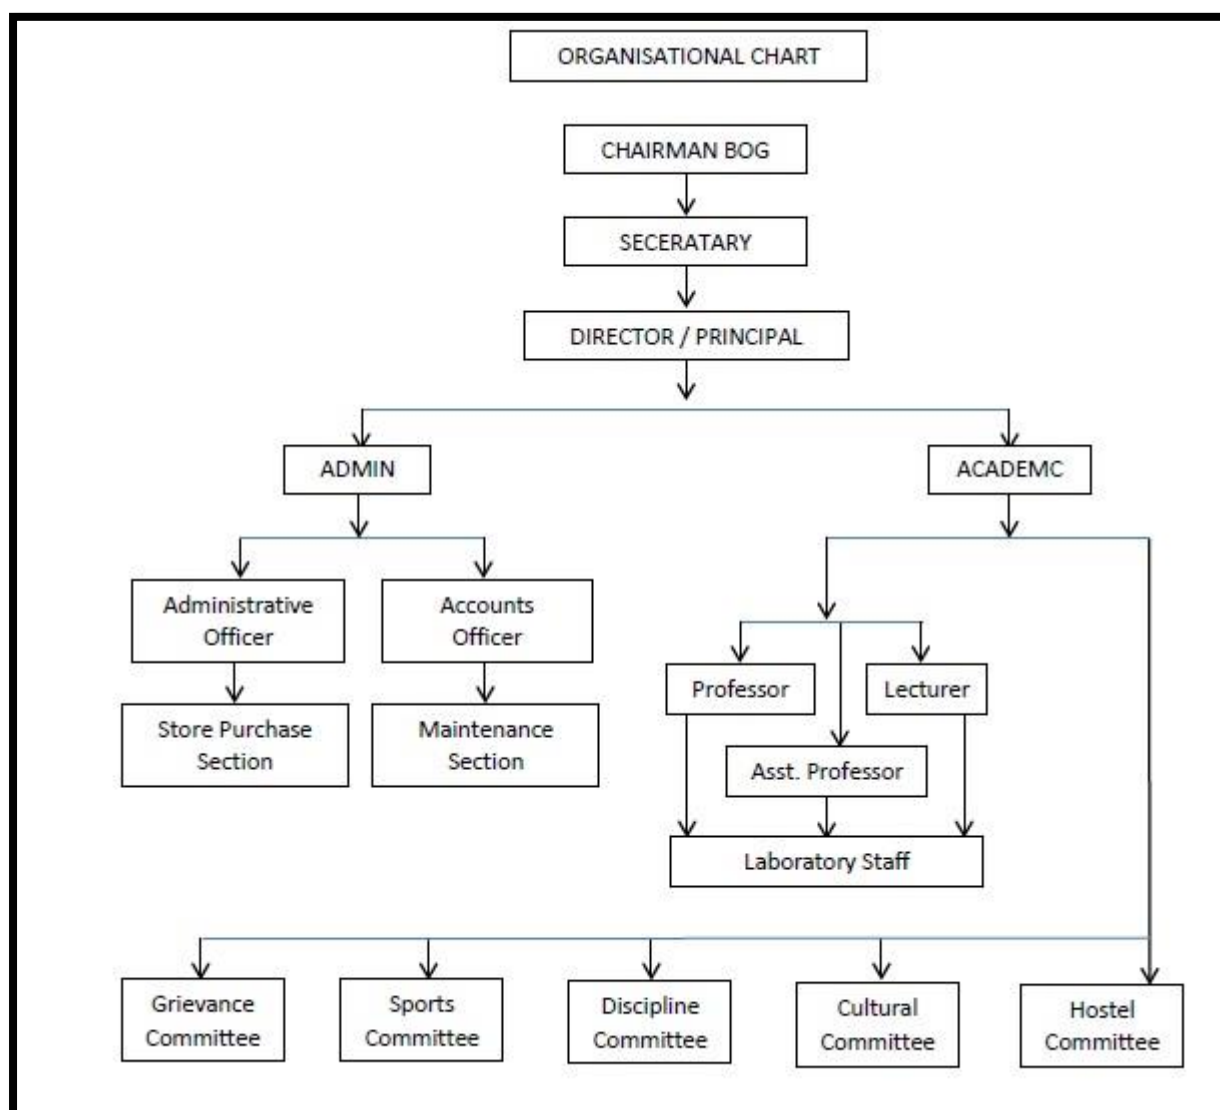 ORGANISATIONAL CHART
CHAIRMAN BOG
SECERATARY
DIRECTOR / PRINCIPAL
ADMIN
ACADEMC
Administrative
Officer
Accounts
Officer
Store Purchase
Section
Maintenance
Section
Professor
Lecturer
Asst. Professor
Laboratory Staff
Grievance
Committee
Sports
Committee
Discipline
Committee
Cultural
Committee
Hostel
Committee